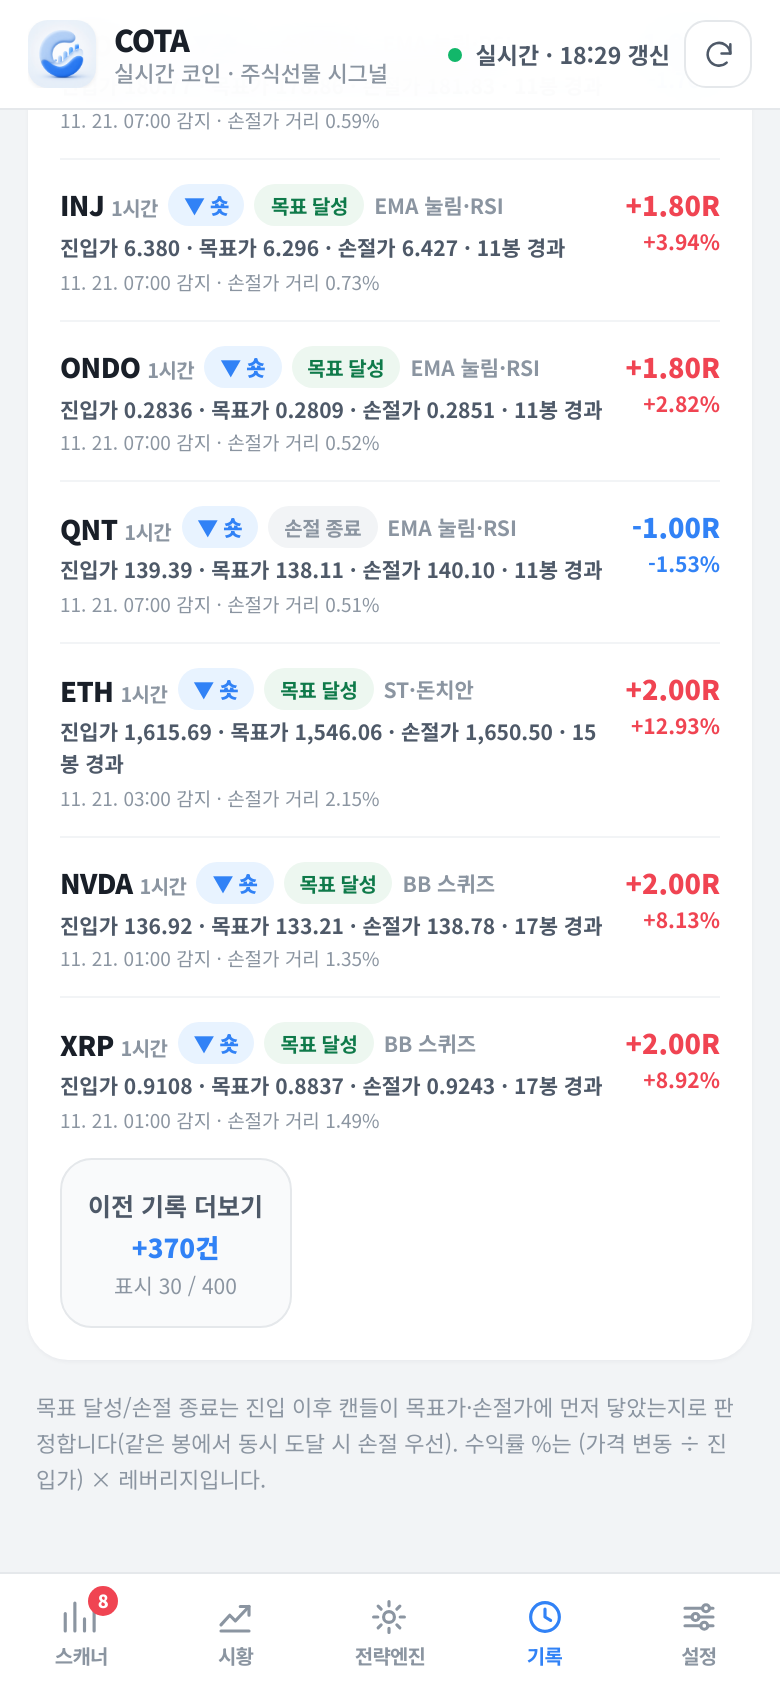 COTA
실시간 코인 · 주식선물 시그널
실시간 · 18:29 갱신
11. 21. 07:00 감지 · 손절가 거리 0.59%
INJ 1시간 ▼ 숏 목표 달성 EMA 눌림·RSI +1.80R
진입가 6.380 · 목표가 6.296 · 손절가 6.427 · 11봉 경과 +3.94%
11. 21. 07:00 감지 · 손절가 거리 0.73%
ONDO 1시간 ▼ 숏 목표 달성 EMA 눌림·RSI +1.80R
진입가 0.2836 · 목표가 0.2809 · 손절가 0.2851 · 11봉 경과 +2.82%
11. 21. 07:00 감지 · 손절가 거리 0.52%
QNT 1시간 ▼ 숏 손절 종료 EMA 눌림·RSI -1.00R
진입가 139.39 · 목표가 138.11 · 손절가 140.10 · 11봉 경과 -1.53%
11. 21. 07:00 감지 · 손절가 거리 0.51%
ETH 1시간 ▼ 숏 목표 달성 ST·돈치안 +2.00R
진입가 1,615.69 · 목표가 1,546.06 · 손절가 1,650.50 · 15 +12.93%
봉 경과
11. 21. 03:00 감지 · 손절가 거리 2.15%
NVDA 1시간 ▼ 숏 목표 달성 BB 스퀴즈 +2.00R
진입가 136.92 · 목표가 133.21 · 손절가 138.78 · 17봉 경과 +8.13%
11. 21. 01:00 감지 · 손절가 거리 1.35%
XRP 1시간 ▼ 숏 목표 달성 BB 스퀴즈 +2.00R
진입가 0.9108 · 목표가 0.8837 · 손절가 0.9243 · 17봉 경과 +8.92%
11. 21. 01:00 감지 · 손절가 거리 1.49%
이전 기록 더보기
+370건
표시 30 / 400
목표 달성/손절 종료는 진입 이후 캔들이 목표가·손절가에 먼저 닿았는지로 판
정합니다(같은 봉에서 동시 도달 시 손절 우선). 수익률 %는 (가격 변동 ÷ 진
입가) × 레버리지입니다.
8
스캐너 시황 전략엔진 기록 설정